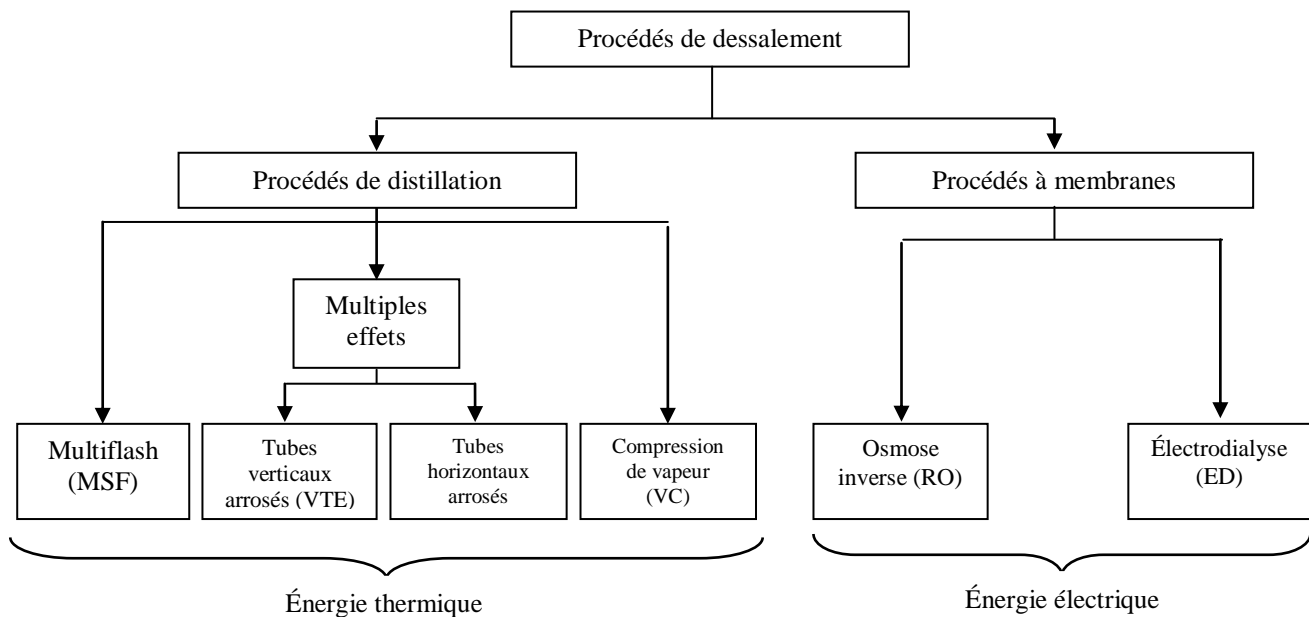 Procédés de dessalement
Procédés de distillation
Procédés à membranes
Multiples
effets
Multiflash
(MSF)
Tubes
verticaux
arrosés (VTE)
Tubes
horizontaux
arrosés
Compression
de vapeur
(VC)
Osmose
inverse (RO)
Électrodialyse
(ED)
Énergie thermique
Énergie électrique